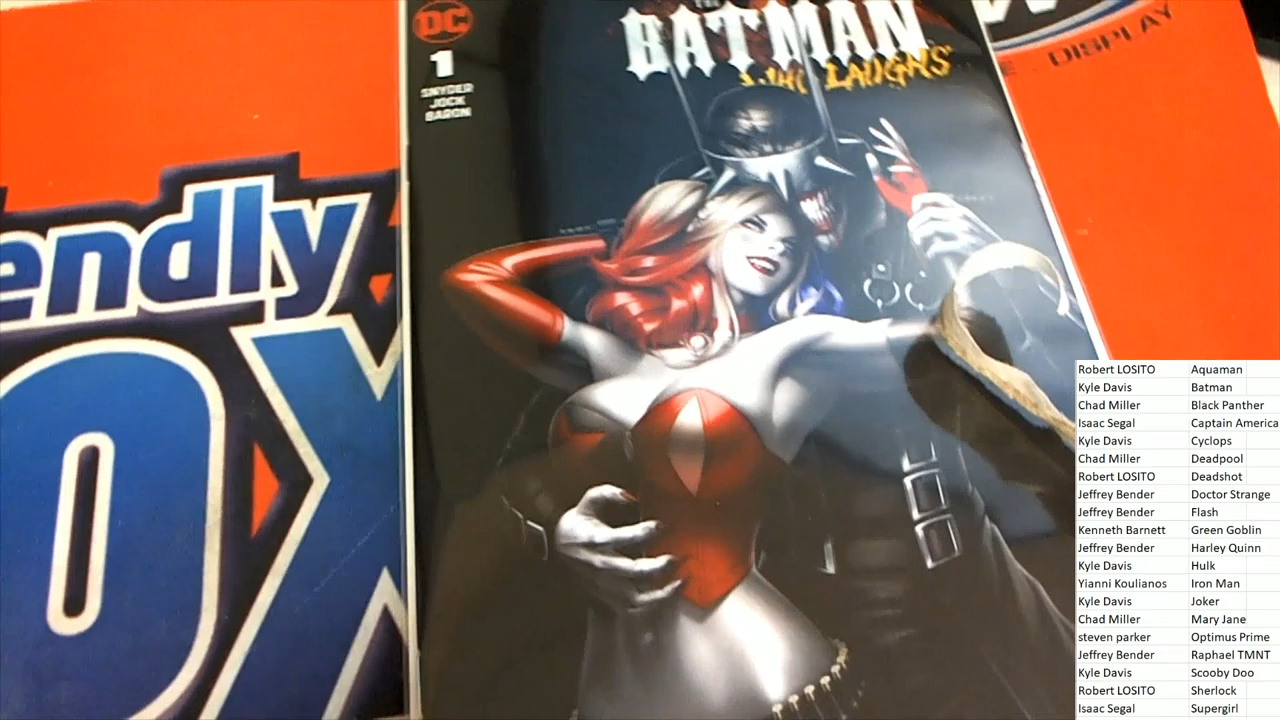 DC
1
SNYDER
JOCK
BARON
BATMAN
WHO LAUGHS
DISPLAY
endly
OX
Robert LOSITO Aquaman
Kyle Davis Batman
Chad Miller Black Panther
Isaac Segal Captain America
Kyle Davis Cyclops
Chad Miller Deadpool
Robert LOSITO Deadshot
Jeffrey Bender Doctor Strange
Jeffrey Bender Flash
Kenneth Barnett Green Goblin
Jeffrey Bender Harley Quinn
Kyle Davis Hulk
Yianni Koulianos Iron Man
Kyle Davis Joker
Chad Miller Mary Jane
steven parker Optimus Prime
Jeffrey Bender Raphael TMNT
Kyle Davis Scooby Doo
Robert LOSITO Sherlock
Isaac Segal Supergirl